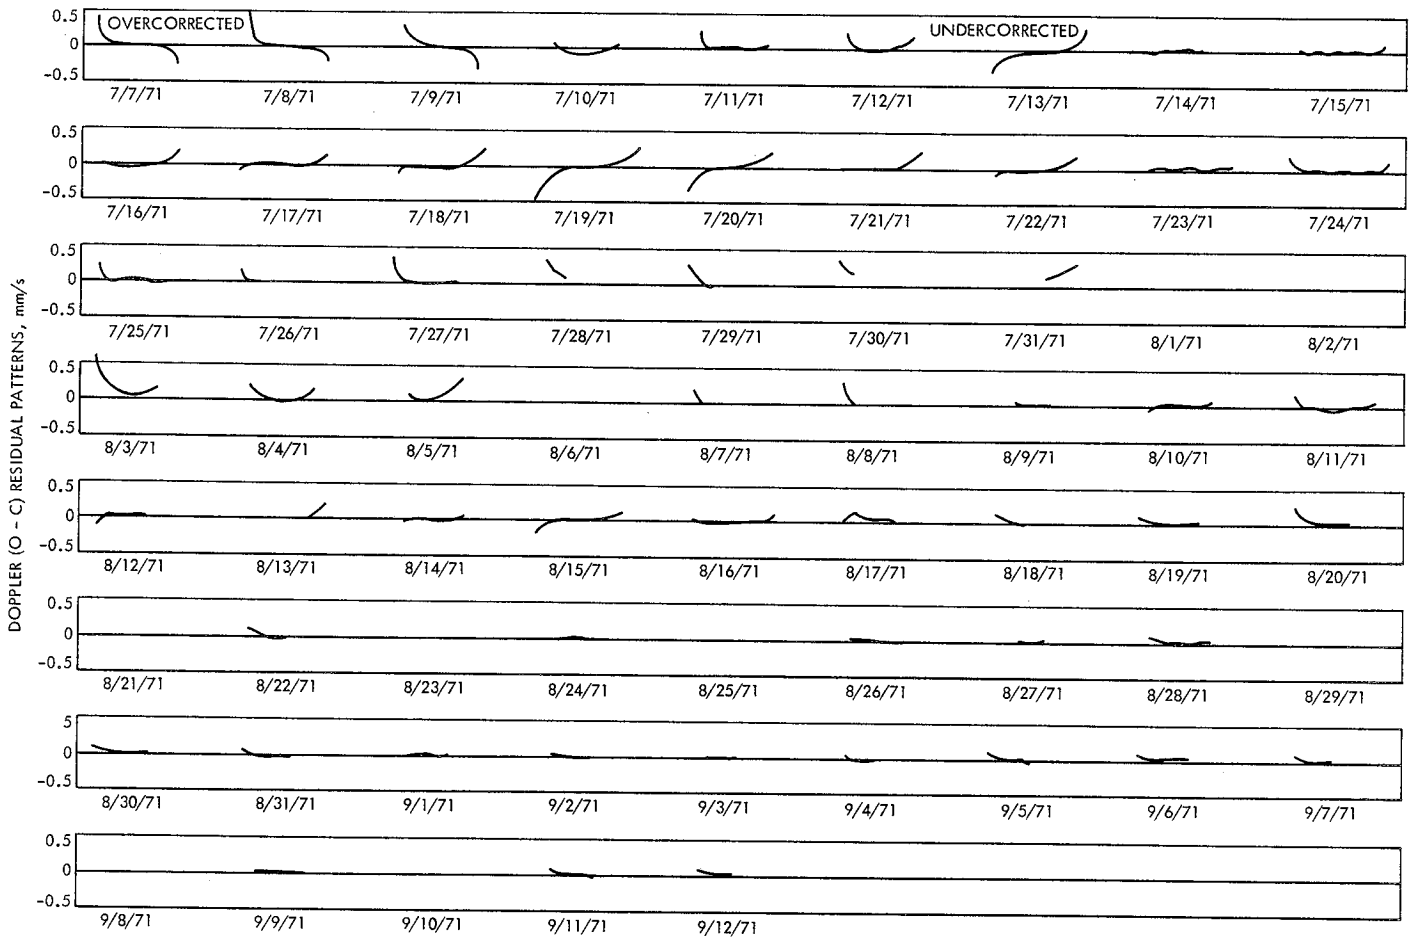 DOPPLER (O – C) RESIDUAL PATTERNS, mm/s
0.5
0
–0.5
OVERCORRECTED
UNDERCORRECTED
7/7/71 7/8/71 7/9/71 7/10/71 7/11/71 7/12/71 7/13/71 7/14/71 7/15/71
0.5
0
–0.5
7/16/71 7/17/71 7/18/71 7/19/71 7/20/71 7/21/71 7/22/71 7/23/71 7/24/71
0.5
0
–0.5
7/25/71 7/26/71 7/27/71 7/28/71 7/29/71 7/30/71 7/31/71 8/1/71 8/2/71
0.5
0
–0.5
8/3/71 8/4/71 8/5/71 8/6/71 8/7/71 8/8/71 8/9/71 8/10/71 8/11/71
0.5
0
–0.5
8/12/71 8/13/71 8/14/71 8/15/71 8/16/71 8/17/71 8/18/71 8/19/71 8/20/71
0.5
0
–0.5
8/21/71 8/22/71 8/23/71 8/24/71 8/25/71 8/26/71 8/27/71 8/28/71 8/29/71
5
0
–0.5
8/30/71 8/31/71 9/1/71 9/2/71 9/3/71 9/4/71 9/5/71 9/6/71 9/7/71
0.5
0
–0.5
9/8/71 9/9/71 9/10/71 9/11/71 9/12/71